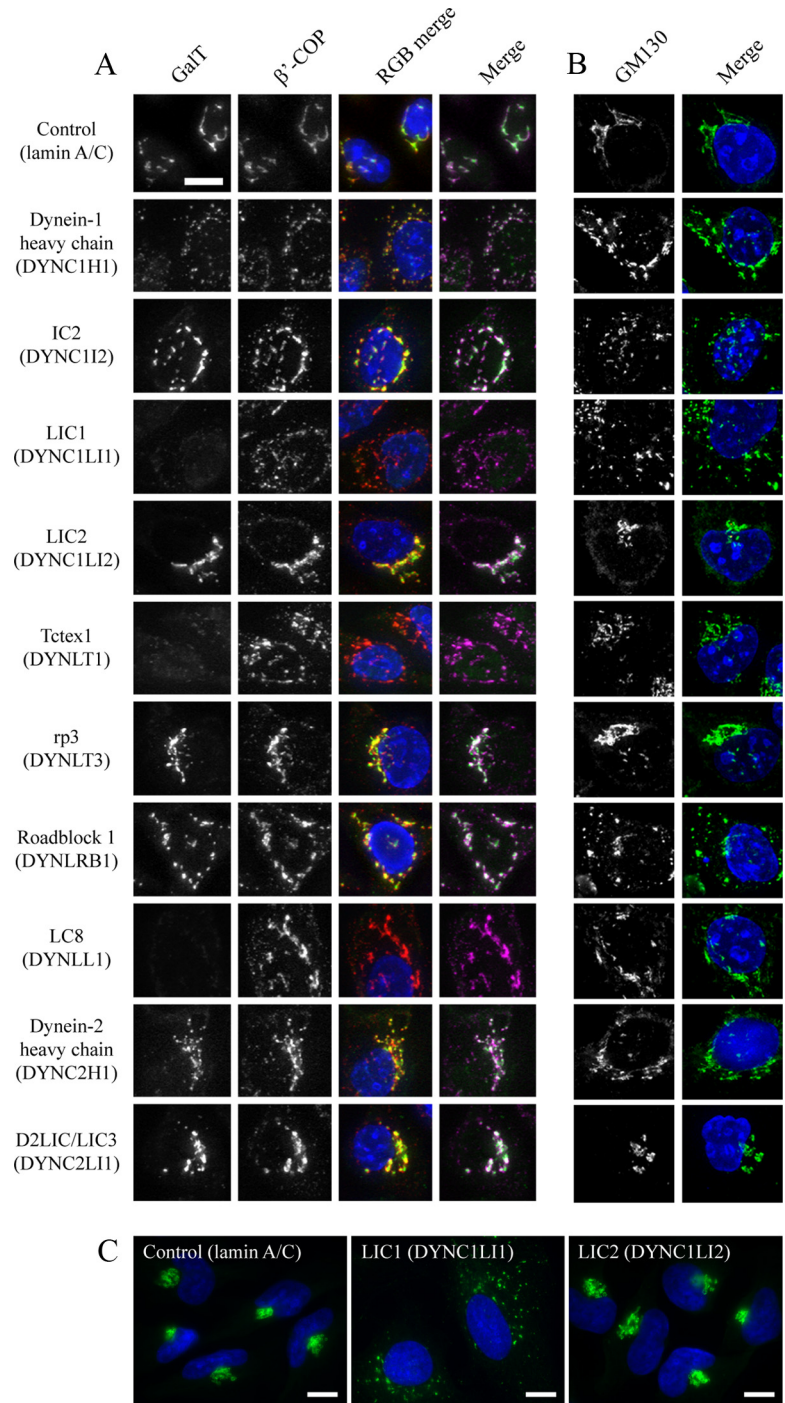 A
GalT
β’-COP
RGB merge
Merge
B
GM130
Merge
Control
(lamin A/C)
Dynein-1
heavy chain
(DYNC1H1)
IC2
(DYNC1I2)
LIC1
(DYNC1LI1)
LIC2
(DYNC1LI2)
Tctex1
(DYNLT1)
rp3
(DYNLT3)
Roadblock 1
(DYNLRB1)
LC8
(DYNLL1)
Dynein-2
heavy chain
(DYNC2H1)
D2LIC/LIC3
(DYNC2LI1)
C
Control (lamin A/C)
LIC1 (DYNC1LI1)
LIC2 (DYNC1LI2)